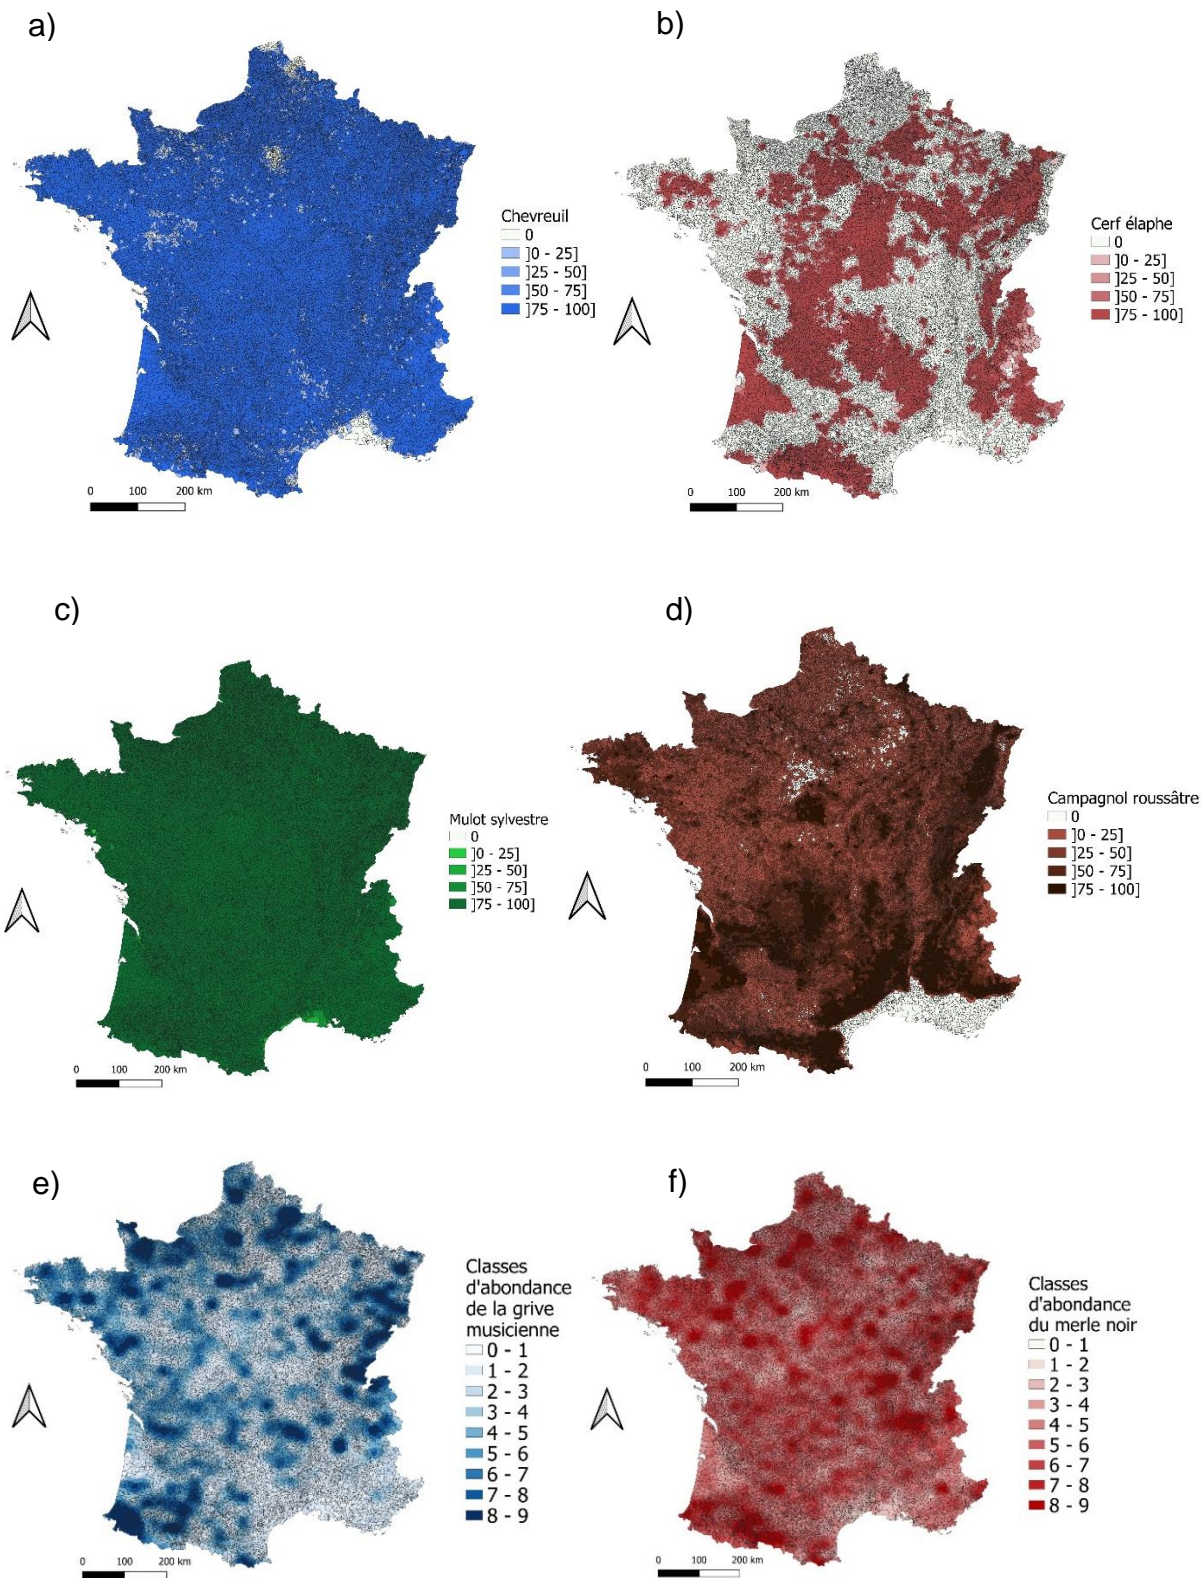 a)
Chevreuil
0
]0 - 25]
]25 - 50]
]50 - 75]
]75 - 100]
0 100 200 km
b)
Cerf élaphe
0
]0 - 25]
]25 - 50]
]50 - 75]
]75 - 100]
0 100 200 km
c)
Mulot sylvestre
0
]0 - 25]
]25 - 50]
]50 - 75]
]75 - 100]
0 100 200 km
d)
Campagnol roussâtre
0
]0 - 25]
]25 - 50]
]50 - 75]
]75 - 100]
0 100 200 km
e)
Classes
d'abondance
de la grive
musicienne
0 - 1
1 - 2
2 - 3
3 - 4
4 - 5
5 - 6
6 - 7
7 - 8
8 - 9
0 100 200 km
f)
Classes
d'abondance
du merle noir
0 - 1
1 - 2
2 - 3
3 - 4
4 - 5
5 - 6
6 - 7
7 - 8
8 - 9
0 100 200 km